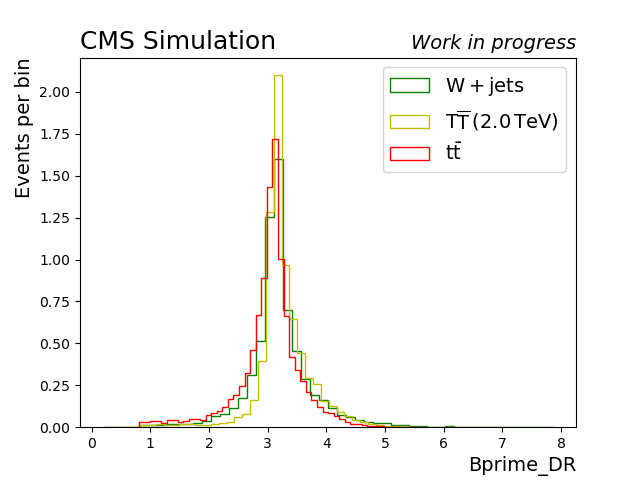 CMS Simulation Work in progress
Events per bin
2.00
1.75
1.50
1.25
1.00
0.75
0.50
0.25
0.00
W + jets
TT̅ (2.0 TeV)
tt̄
0 1 2 3 4 5 6 7 8
Bprime_DR